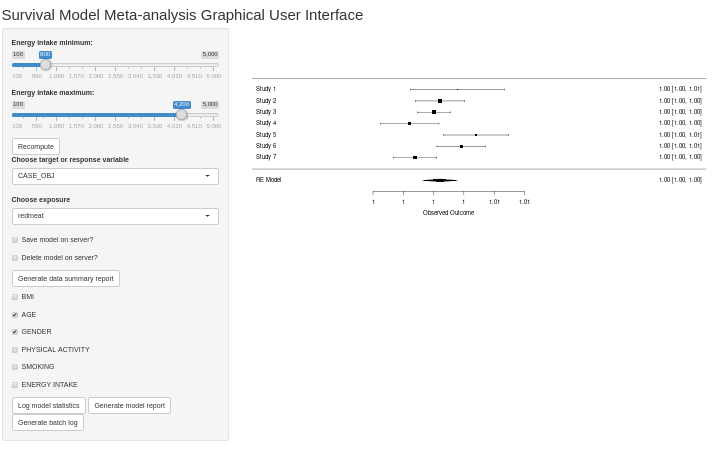 Survival Model Meta-analysis Graphical User Interface
Energy intake minimum:
100 800 5,000
100 590 1,080 1,570 2,060 2,550 3,040 3,530 4,020 4,510 5,000
Energy intake maximum:
100 4,200 5,000
100 590 1,080 1,570 2,060 2,550 3,040 3,530 4,020 4,510 5,000
Recompute
Choose target or response variable
CASE_OBJ
Choose exposure
redmeat
Save model on server?
Delete model on server?
Generate data summary report
BMI
AGE
GENDER
PHYSICAL ACTIVITY
SMOKING
ENERGY INTAKE
Log model statistics Generate model report
Generate batch log
Study 1 1.00 [1.00, 1.01]
Study 2 1.00 [1.00, 1.00]
Study 3 1.00 [1.00, 1.00]
Study 4 1.00 [1.00, 1.00]
Study 5 1.00 [1.00, 1.01]
Study 6 1.00 [1.00, 1.01]
Study 7 1.00 [1.00, 1.00]
RE Model 1.00 [1.00, 1.00]
1 1 1 1 1.01 1.01
Observed Outcome